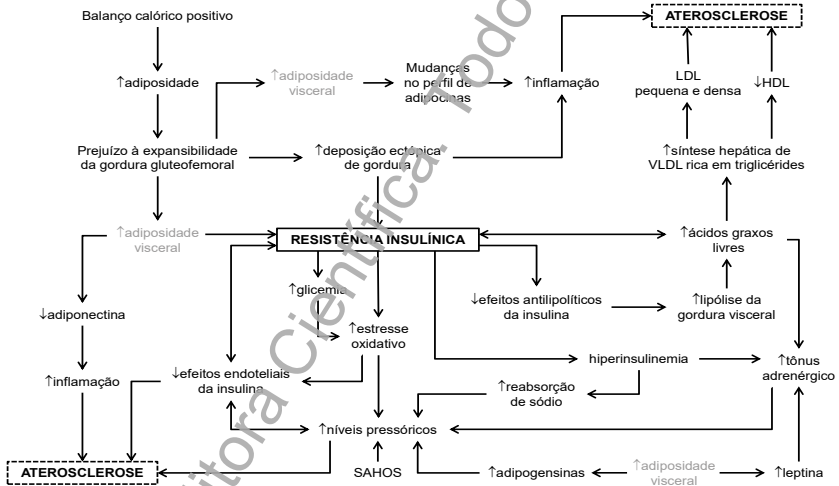 Balanço calórico positivo
ATEROSCLEROSE
↑adiposidade
↑adiposidade
visceral
Mudanças
no perfil de
adipocinas
↑inflamação
LDL
pequena e densa
↓HDL
Prejuízo à expansibilidade
da gordura gluteofemoral
↑deposição ectópica
de gordura
↑síntese hepática de
VLDL rica em triglicérides
↑adiposidade
visceral
RESISTÊNCIA INSULÍNICA
↑ácidos graxos
livres
↑glicemia
↓efeitos antilipolíticos
da insulina
↑lipólise da
gordura visceral
↓adiponectina
↑estresse
oxidativo
↑inflamação
↓efeitos endoteliais
da insulina
hiperinsulinemia
↑tônus
adrenérgico
↑reabsorção
de sódio
↑níveis pressóricos
ATEROSCLEROSE
SAHOS
↑adipogensinas
↑adiposidade
visceral
↑leptina
itora Científica. Todo